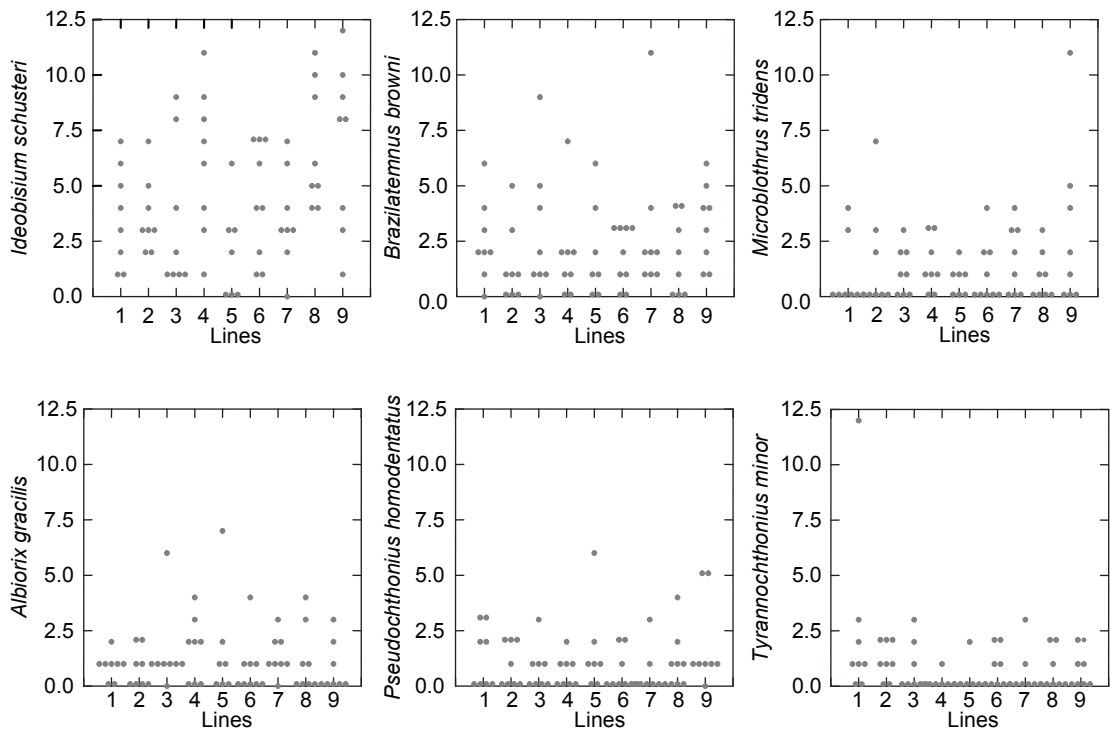 Ideobisium schusteri
12.5
10.0
7.5
5.0
2.5
0.0
1 2 3 4 5 6 7 8 9
Lines
Brazilatemnus browni
12.5
10.0
7.5
5.0
2.5
0.0
1 2 3 4 5 6 7 8 9
Lines
Microblothrus tridens
12.5
10.0
7.5
5.0
2.5
0.0
1 2 3 4 5 6 7 8 9
Lines
Albiorix gracilis
12.5
10.0
7.5
5.0
2.5
0.0
1 2 3 4 5 6 7 8 9
Lines
Pseudochthonius homodentatus
12.5
10.0
7.5
5.0
2.5
0.0
1 2 3 4 5 6 7 8 9
Lines
Tyrannochthonius minor
12.5
10.0
7.5
5.0
2.5
0.0
1 2 3 4 5 6 7 8 9
Lines